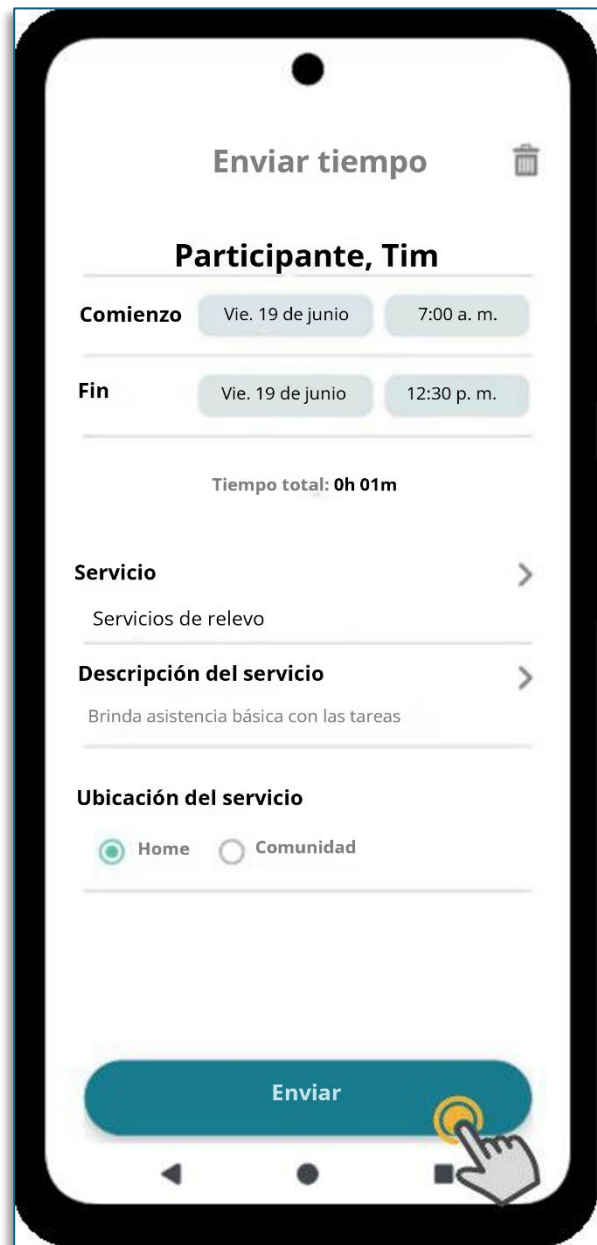 Enviar tiempo
Participante, Tim
Comienzo Vie. 19 de junio 7:00 a. m.
Fin Vie. 19 de junio 12:30 p. m.
Tiempo total: 0h 01m
Servicio
Servicios de relevo
Descripción del servicio
Brinda asistencia básica con las tareas
Ubicación del servicio
Home Comunidad
Enviar